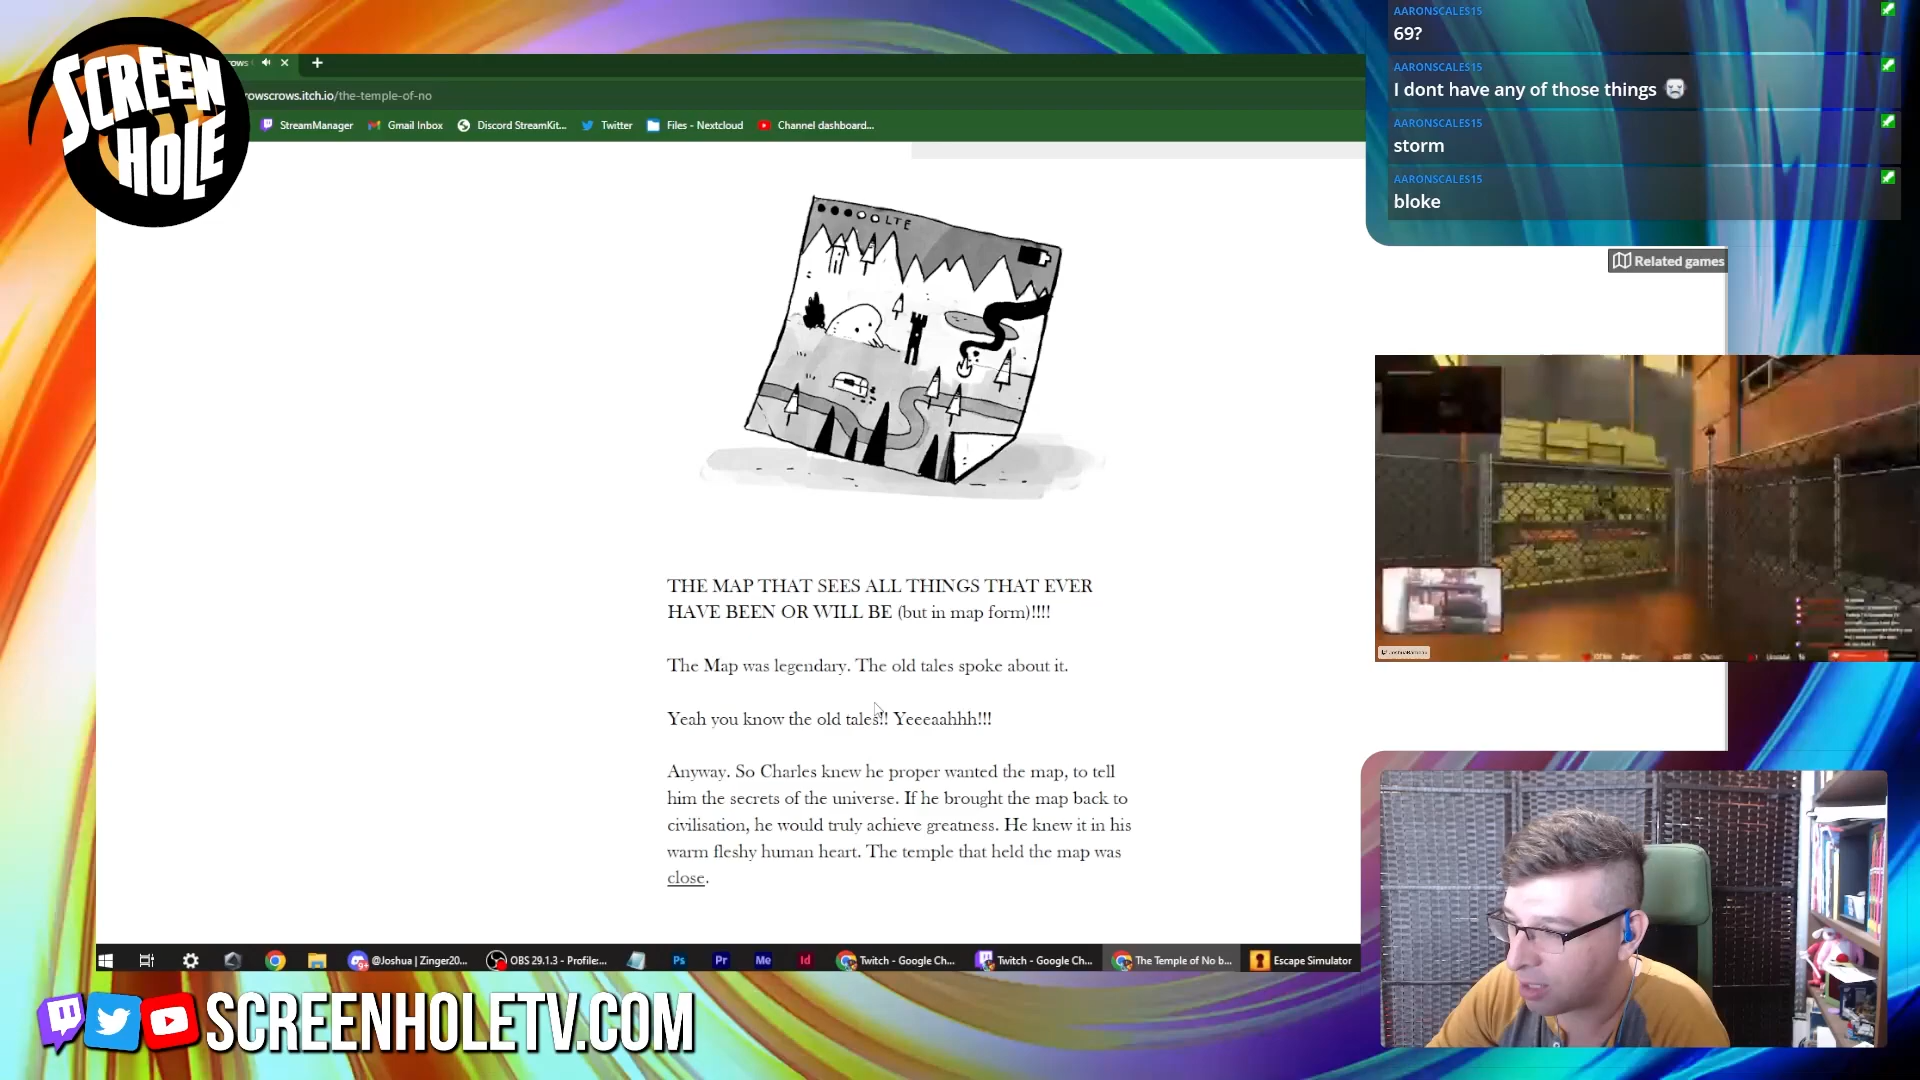 SCREEN
HOLE
rows
rowscrows.itch.io/the-temple-of-no
StreamManager
Gmail Inbox
Discord StreamKit...
Twitter
Files - Nextcloud
Channel dashboard...
LTE
THE MAP THAT SEES ALL THINGS THAT EVER
HAVE BEEN OR WILL BE (but in map form)!!!!
The Map was legendary. The old tales spoke about it.
Yeah you know the old tales!! Yeeeaahhh!!!
Anyway. So Charles knew he proper wanted the map, to tell
him the secrets of the universe. If he brought the map back to
civilisation, he would truly achieve greatness. He knew it in his
warm fleshy human heart. The temple that held the map was
close.
AARONSCALES15
69?
AARONSCALES15
I dont have any of those things
AARONSCALES15
storm
AARONSCALES15
bloke
Related games
@Joshua | Zinger20...
OBS 29.1.3 - Profile:...
Ps
Pr
Me
Id
Twitch - Google Ch...
Twitch - Google Ch...
The Temple of No b...
Escape Simulator
SCREENHOLETV.COM